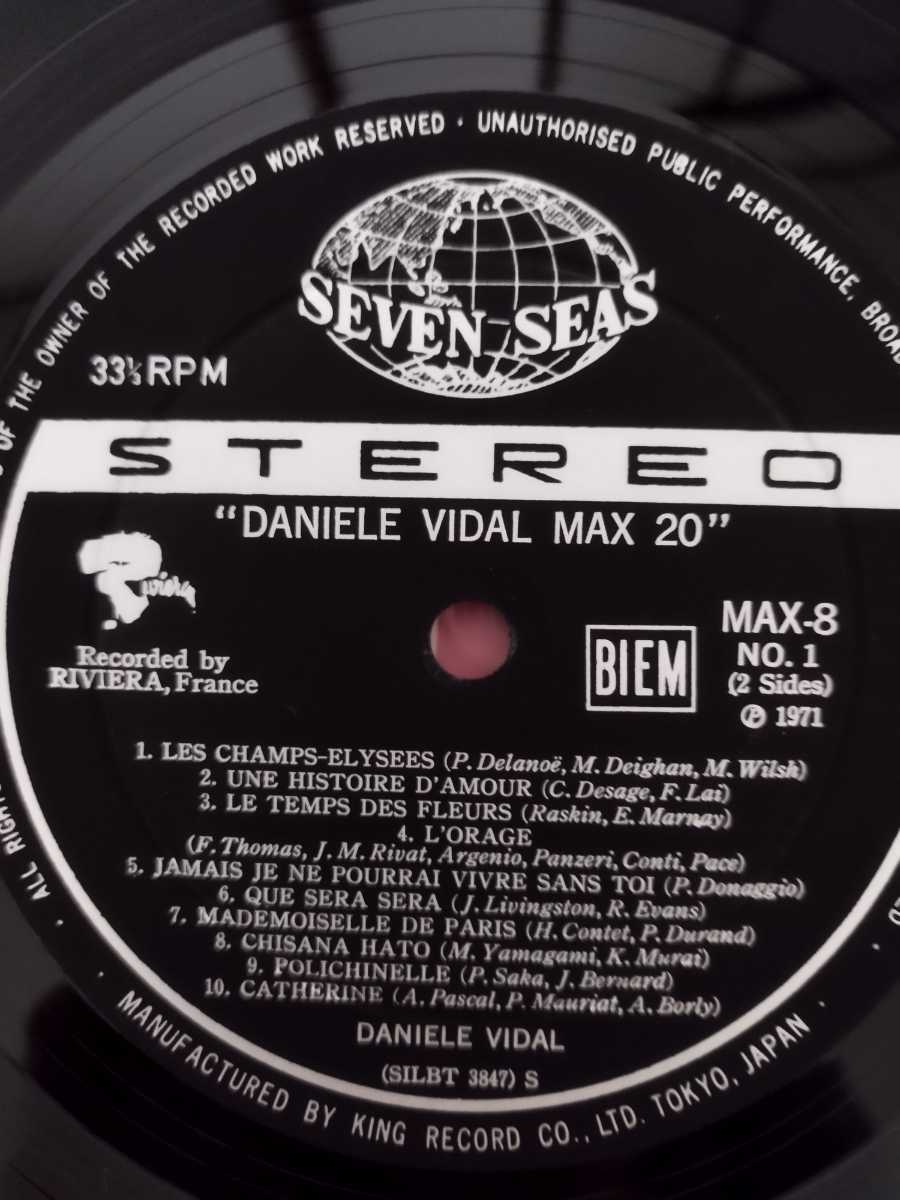 S OF THE OWNER OF THE RECORDED WORK RESERVED · UNAUTHORISED PUBLIC PERFORMANCE, BROAD
SEVEN SEAS
33⅓ RPM
STEREO
"DANIELE VIDAL MAX 20"
Riviera
Recorded by
RIVIERA, France
BIEM
MAX-8
NO. 1
(2 Sides)
Ⓟ 1971
1. LES CHAMPS-ELYSEES (P. Delanoë, M. Deighan, M. Wilsh)
2. UNE HISTOIRE D'AMOUR (C. Desage, F. Lai)
3. LE TEMPS DES FLEURS (Raskin, E. Marnay)
4. L'ORAGE
(F. Thomas, J. M. Rivat, Argenio, Panzeri, Conti, Pace)
5. JAMAIS JE NE POURRAI VIVRE SANS TOI (P. Donaggio)
6. QUE SERA SERA (J. Livingston, R. Evans)
7. MADEMOISELLE DE PARIS (H. Contet, P. Durand)
8. CHISANA HATO (M. Yamagami, K. Murai)
9. POLICHINELLE (P. Saka, J. Bernard)
10. CATHERINE (A. Pascal, P. Mauriat, A. Borly)
DANIELE VIDAL
(SILBT 3847) S
· ALL RIGHTS
· MANUFACTURED BY KING RECORD CO., LTD. TOKYO, JAPAN ·